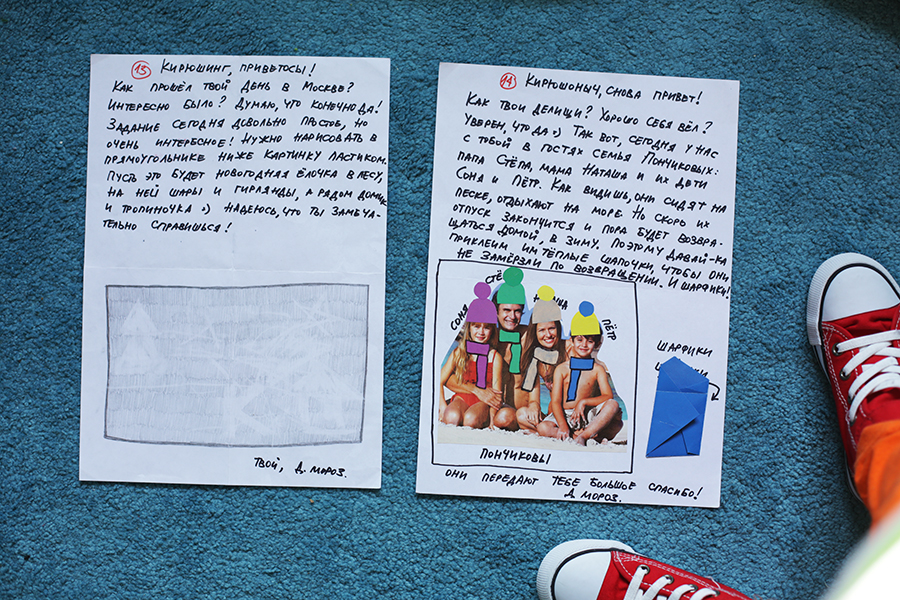 13 Кирюшинг, приветосы!
Как прошёл твой день в Москве?
Интересно было? Думаю, что конечно да!
Задание сегодня довольно простое, но
очень интересное! Нужно нарисовать в
прямоугольнике ниже картинку ластиком.
Пусть это будет новогодняя ёлочка в лесу,
на ней шары и гирлянды, а рядом домик
и тропиночка :) Надеюсь, что ты замеча-
тельно справишься!
Твой, Д. Мороз.
14 Кирюшоныч, снова привет!
Как твои делищи? Хорошо себя вёл?
Уверен, что да :) Так вот, сегодня у нас
с тобой в гостях семья Пончиковых:
папа Стёпа, мама Наташа и их дети
Соня и Пётр. Как видишь, они сидят на
песке, отдыхают на море. Но скоро их
отпуск закончится и пора будет возвра-
щаться домой, в зиму. Поэтому давай-ка
приклеим им тёплые шапочки, чтобы они
не замёрзли по возвращении. И шарфики!
Соня
Пётр
Шарфики
Пончиковы
Они передают тебе большое спасибо!
Д. Мороз.